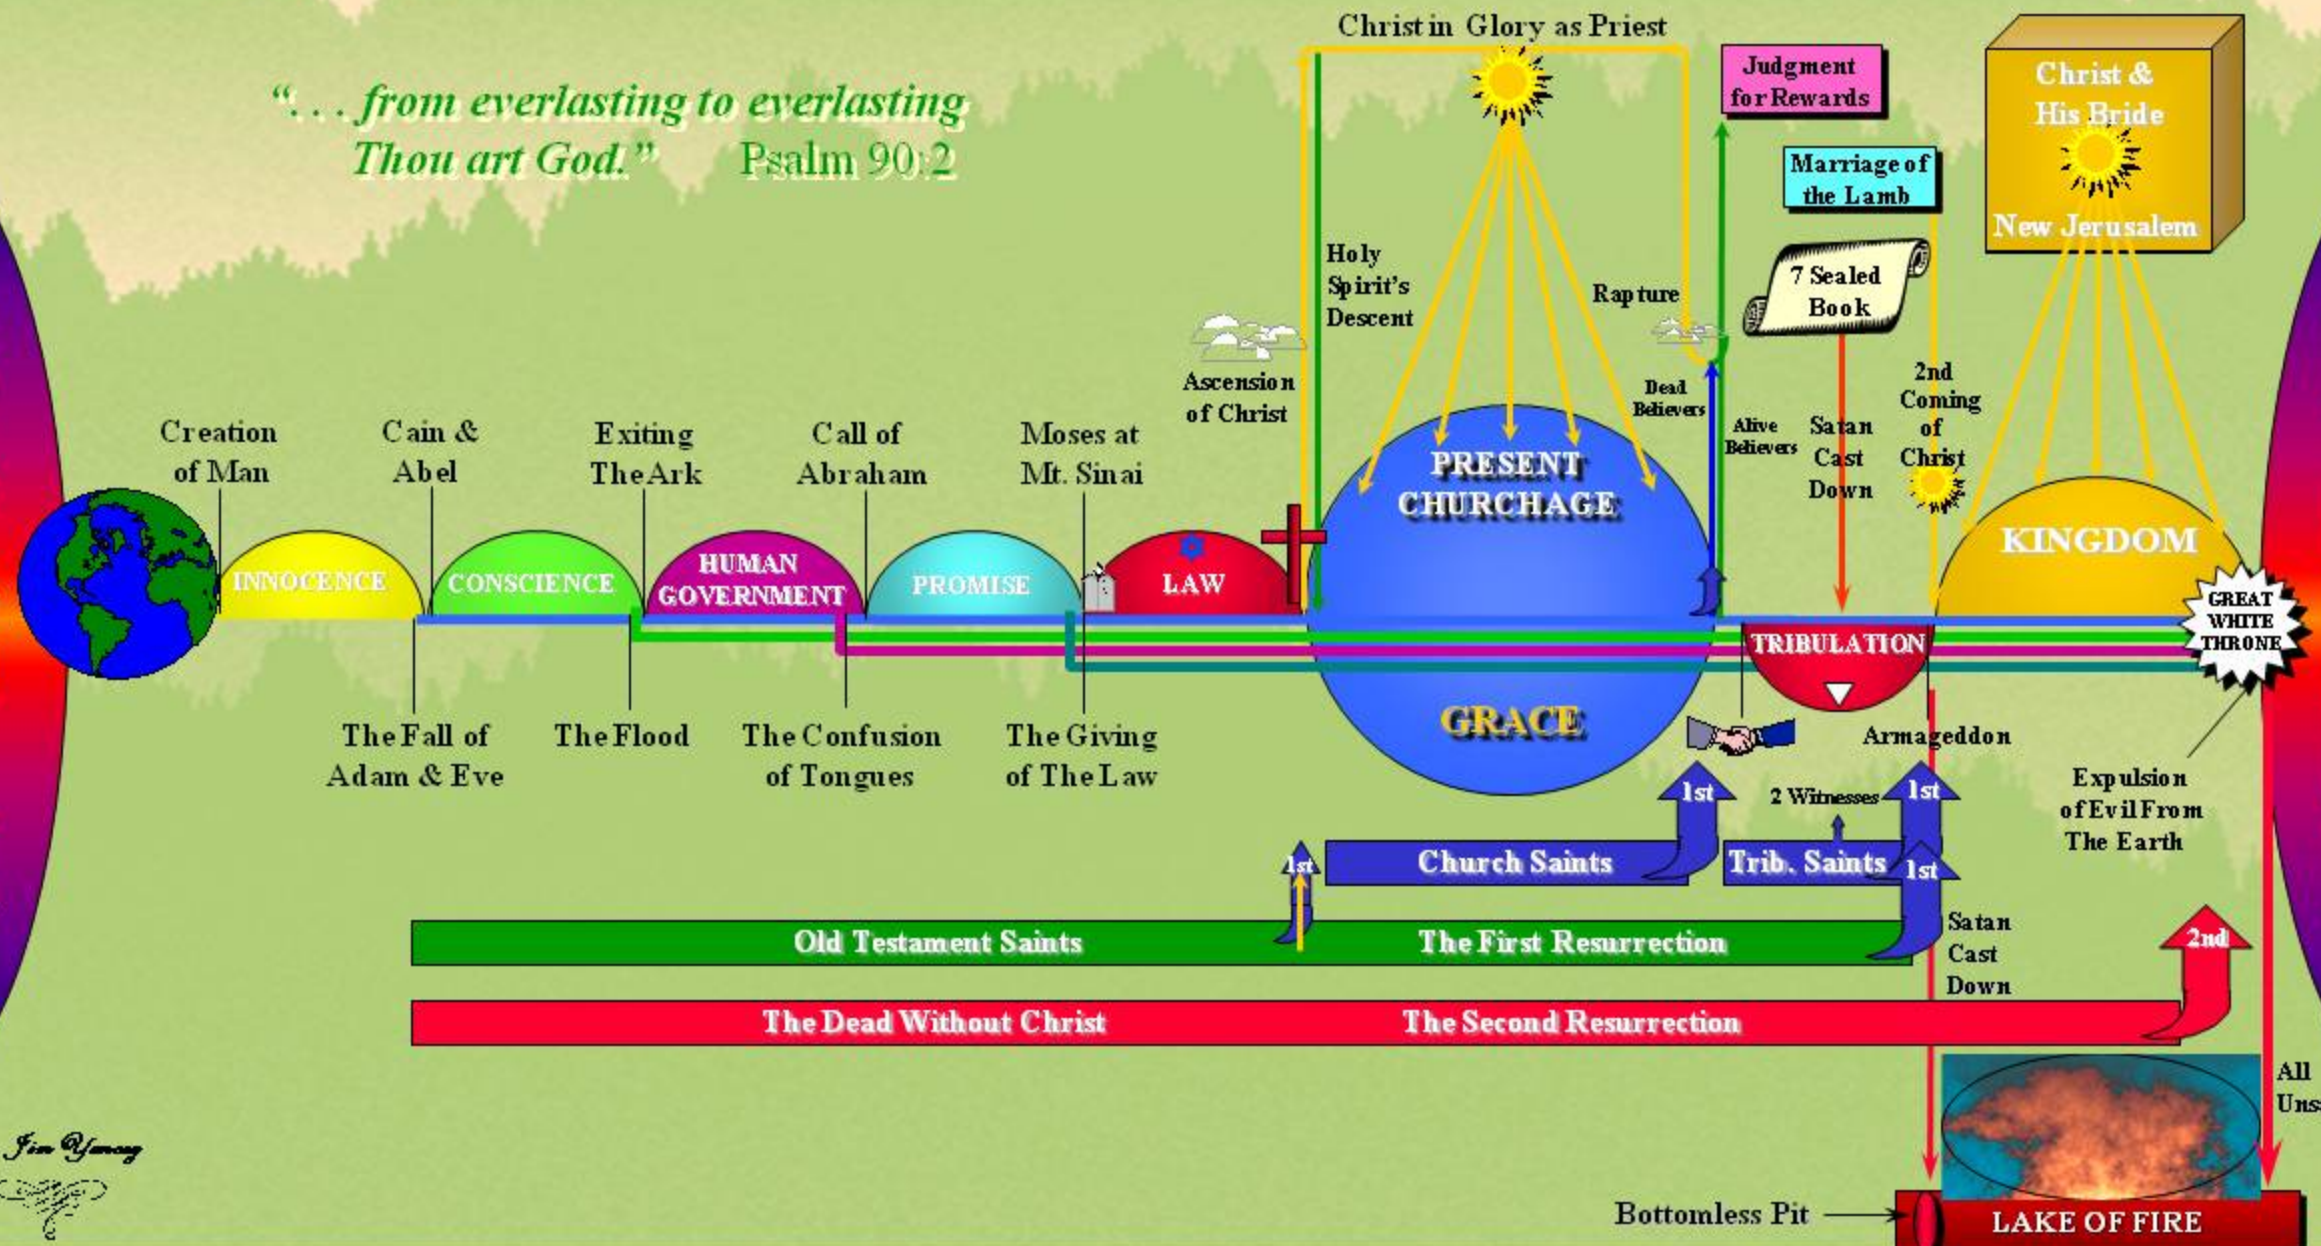 Christ in Glory as Priest
“. . . from everlasting to everlasting
Thou art God.” Psalm 90:2
Judgment
for Rewards
Christ &
His Bride
New Jerusalem
Marriage of
the Lamb
7 Sealed
Book
Holy
Spirit’s
Descent
Rapture
Ascension
of Christ
Dead
Believers
Alive
Believers
Satan
Cast
Down
2nd
Coming
of
Christ
Creation
of Man
Cain &
Abel
Exiting
The Ark
Call of
Abraham
Moses at
Mt. Sinai
PRESENT
CHURCH AGE
GRACE
INNOCENCE
CONSCIENCE
HUMAN
GOVERNMENT
PROMISE
LAW
KINGDOM
TRIBULATION
GREAT
WHITE
THRONE
The Fall of
Adam & Eve
The Flood
The Confusion
of Tongues
The Giving
of The Law
Armageddon
Expulsion
of Evil From
The Earth
1st
2 Witnesses
1st
1st
Church Saints
Trib. Saints
1st
Old Testament Saints
The First Resurrection
Satan
Cast
Down
2nd
The Dead Without Christ
The Second Resurrection
All
Uns
Bottomless Pit
LAKE OF FIRE